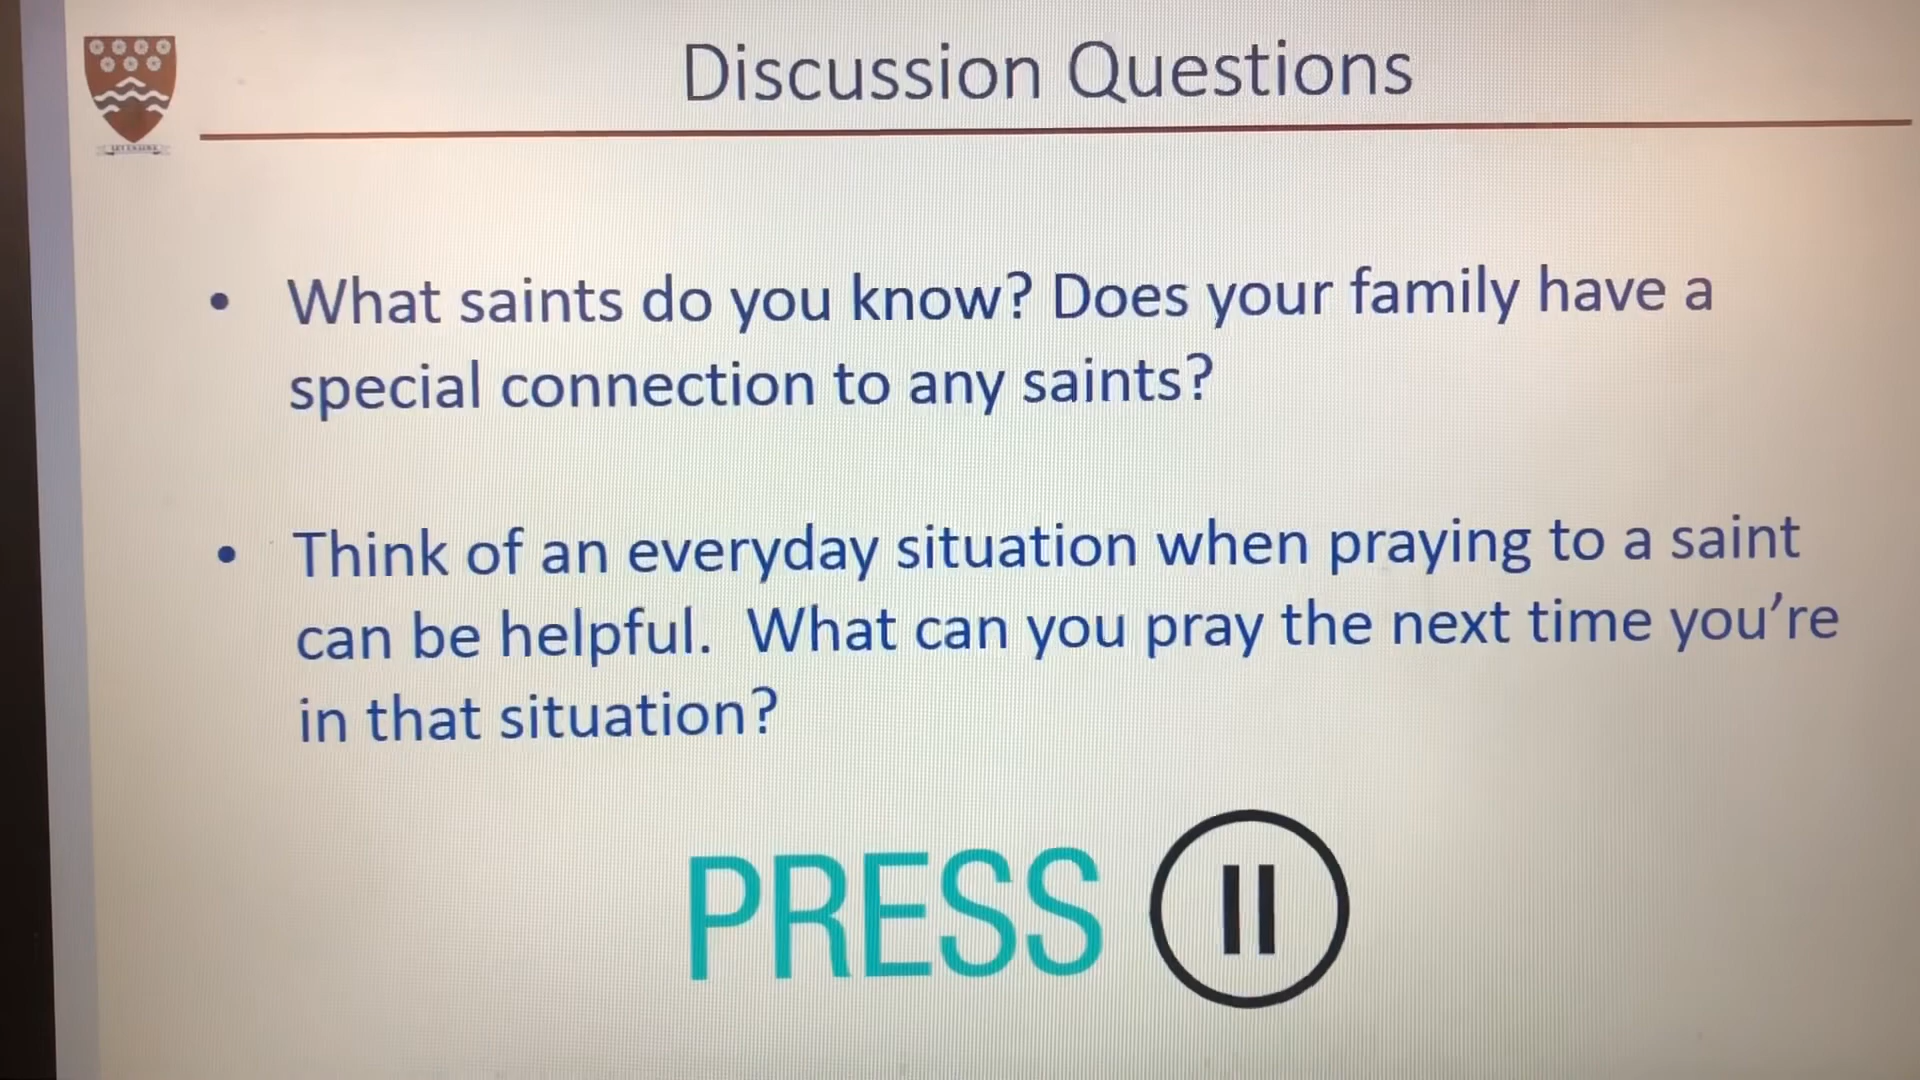 Discussion Questions
• What saints do you know? Does your family have a
special connection to any saints?
• Think of an everyday situation when praying to a saint
can be helpful.  What can you pray the next time you’re
in that situation?
PRESS